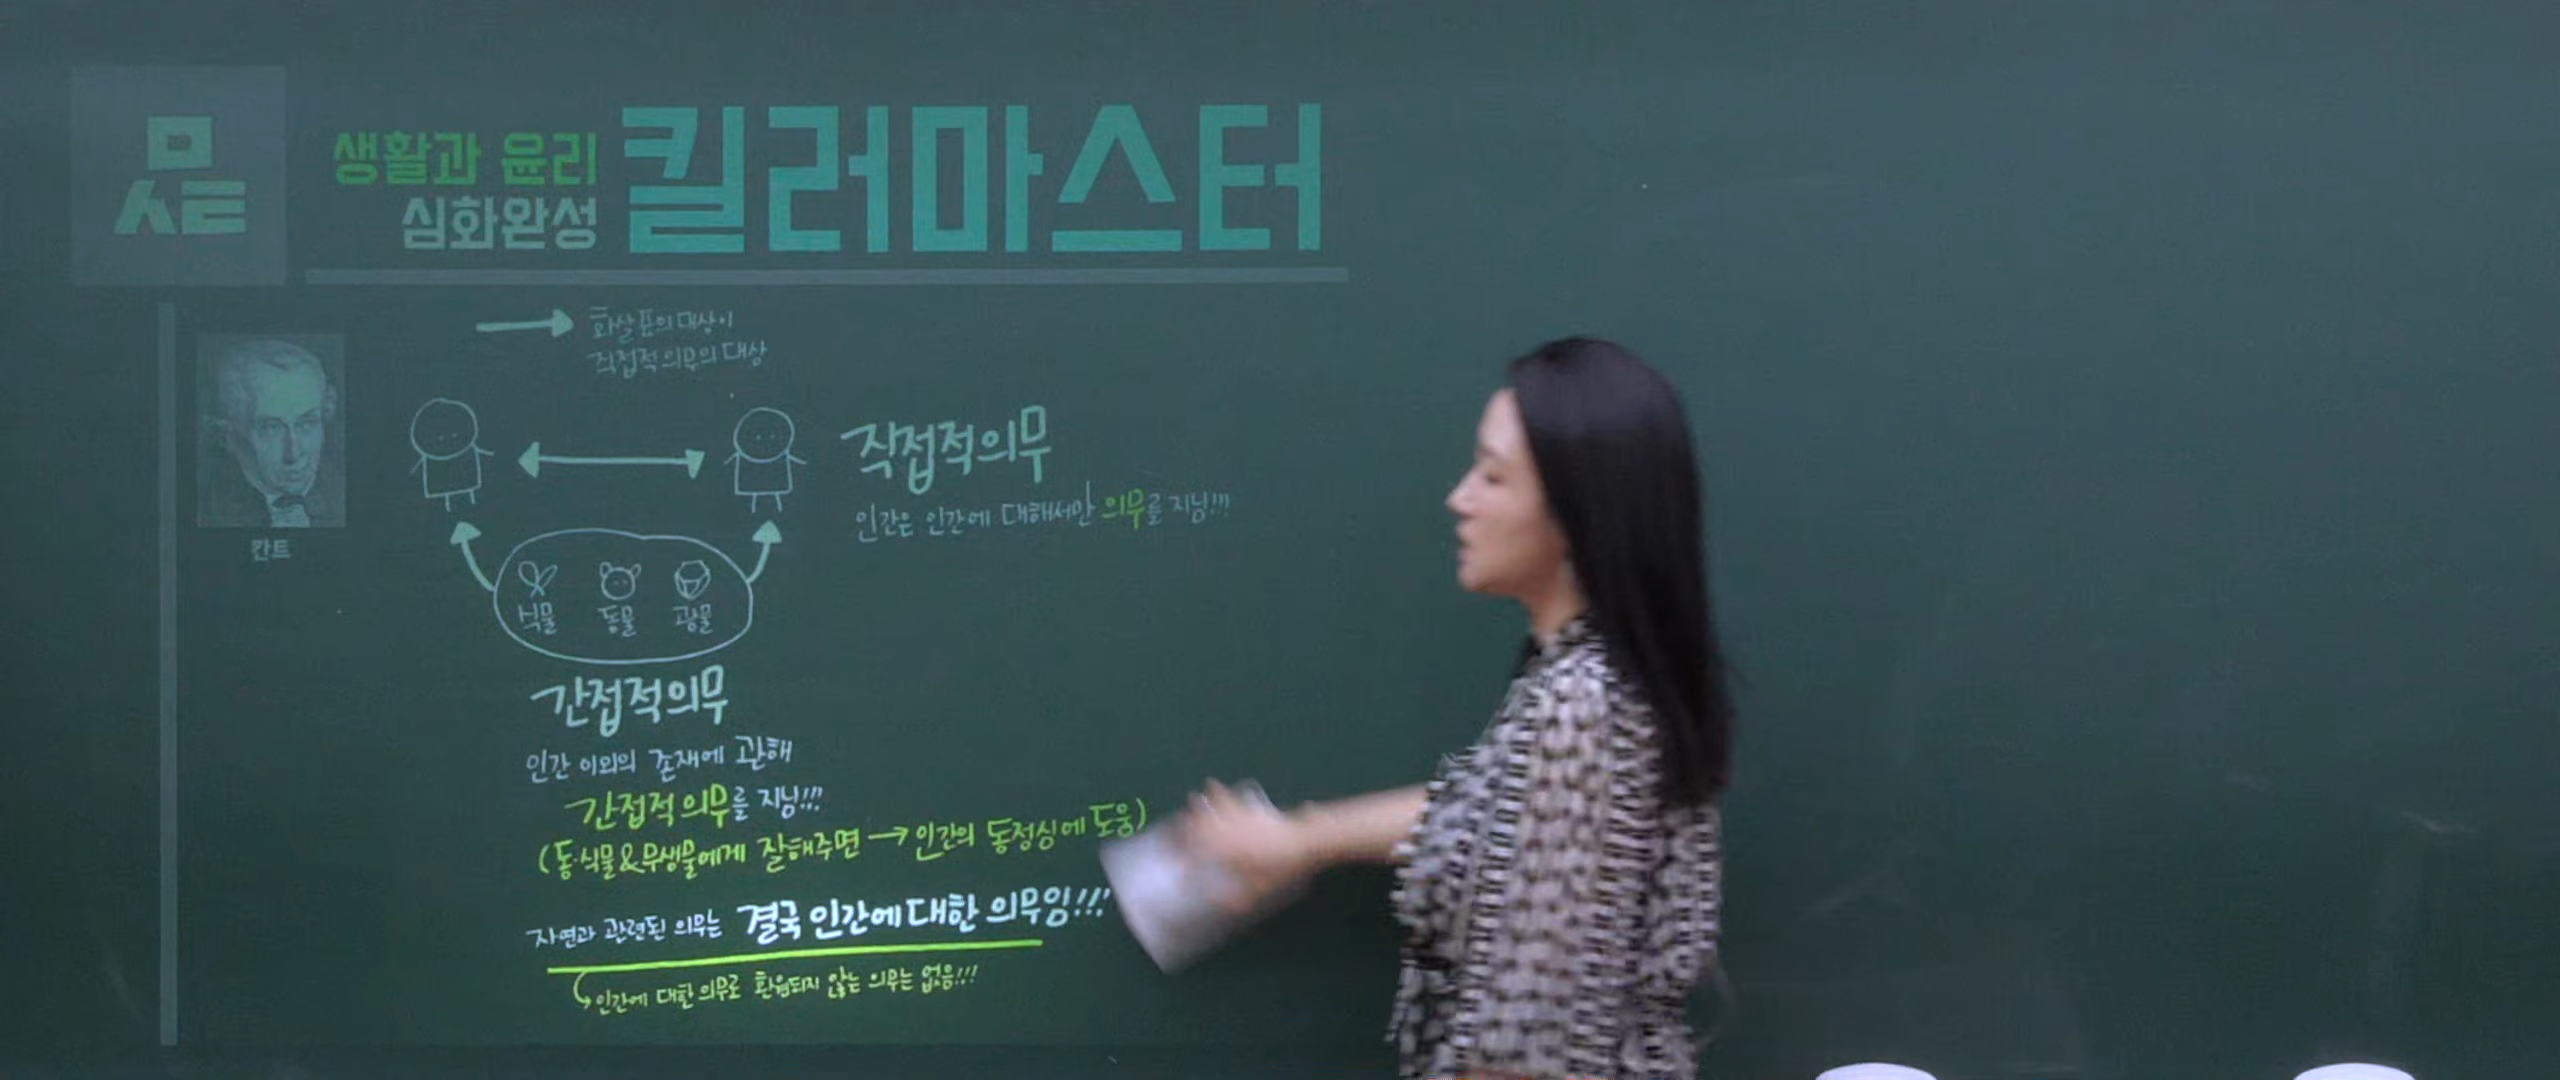 뭇
생활과 윤리
심화완성
킬러마스터
화살표의 대상이
직접적 의무의 대상
직접적 의무
인간은 인간에 대해서만 의무를 지님!!!
칸트
식물 동물 광물
간접적 의무
인간 이외의 존재에 관해
간접적 의무를 지님!!!
(동·식물&무생물에게 잘해주면 → 인간의 동정심에 도움)
자연과 관련된 의무는 결국 인간에 대한 의무임!!!
인간에 대한 의무로 환원되지 않는 의무는 없음!!!